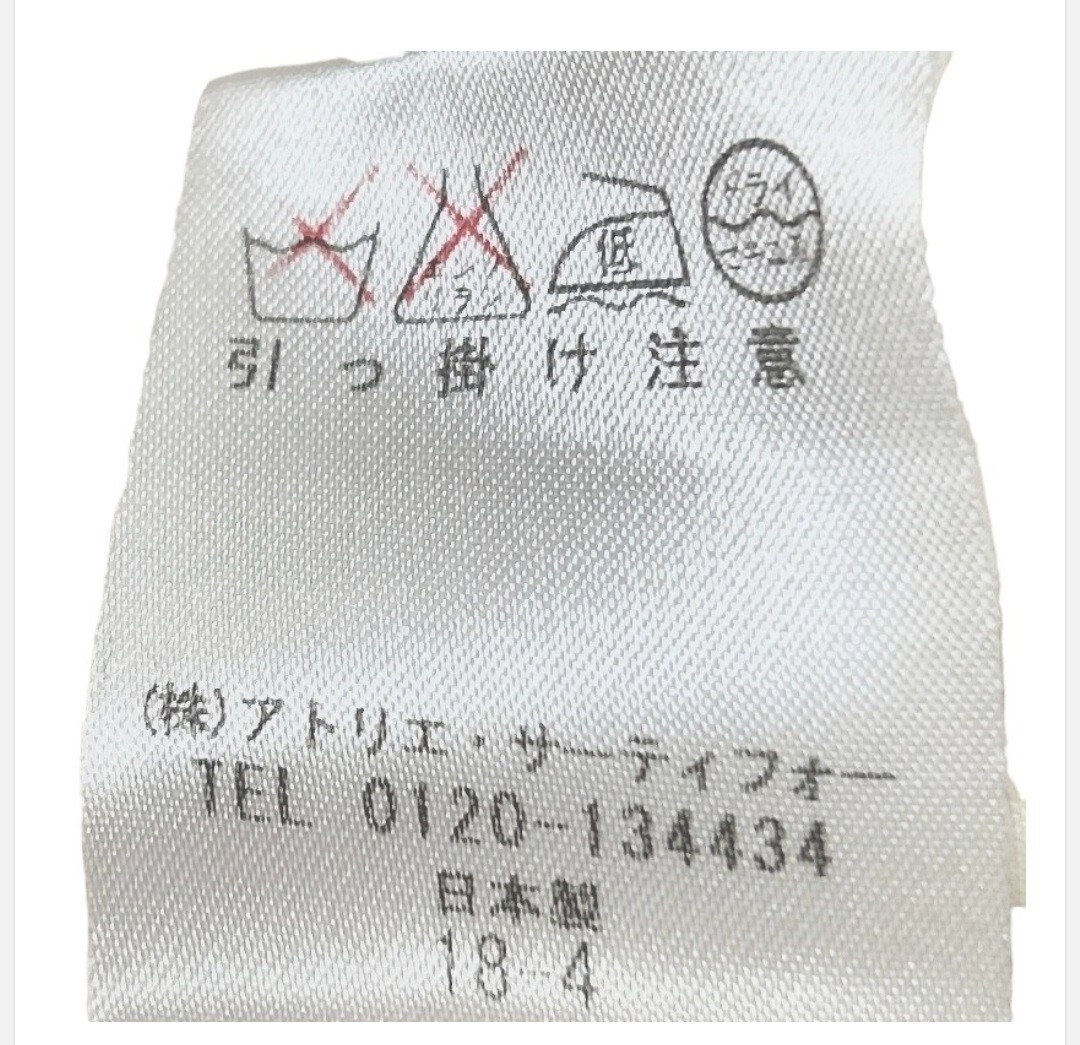 低 ドライ
引っ掛け注意
(株)アトリエ・サーティフォー
TEL 0120-134434
日本製
18-4